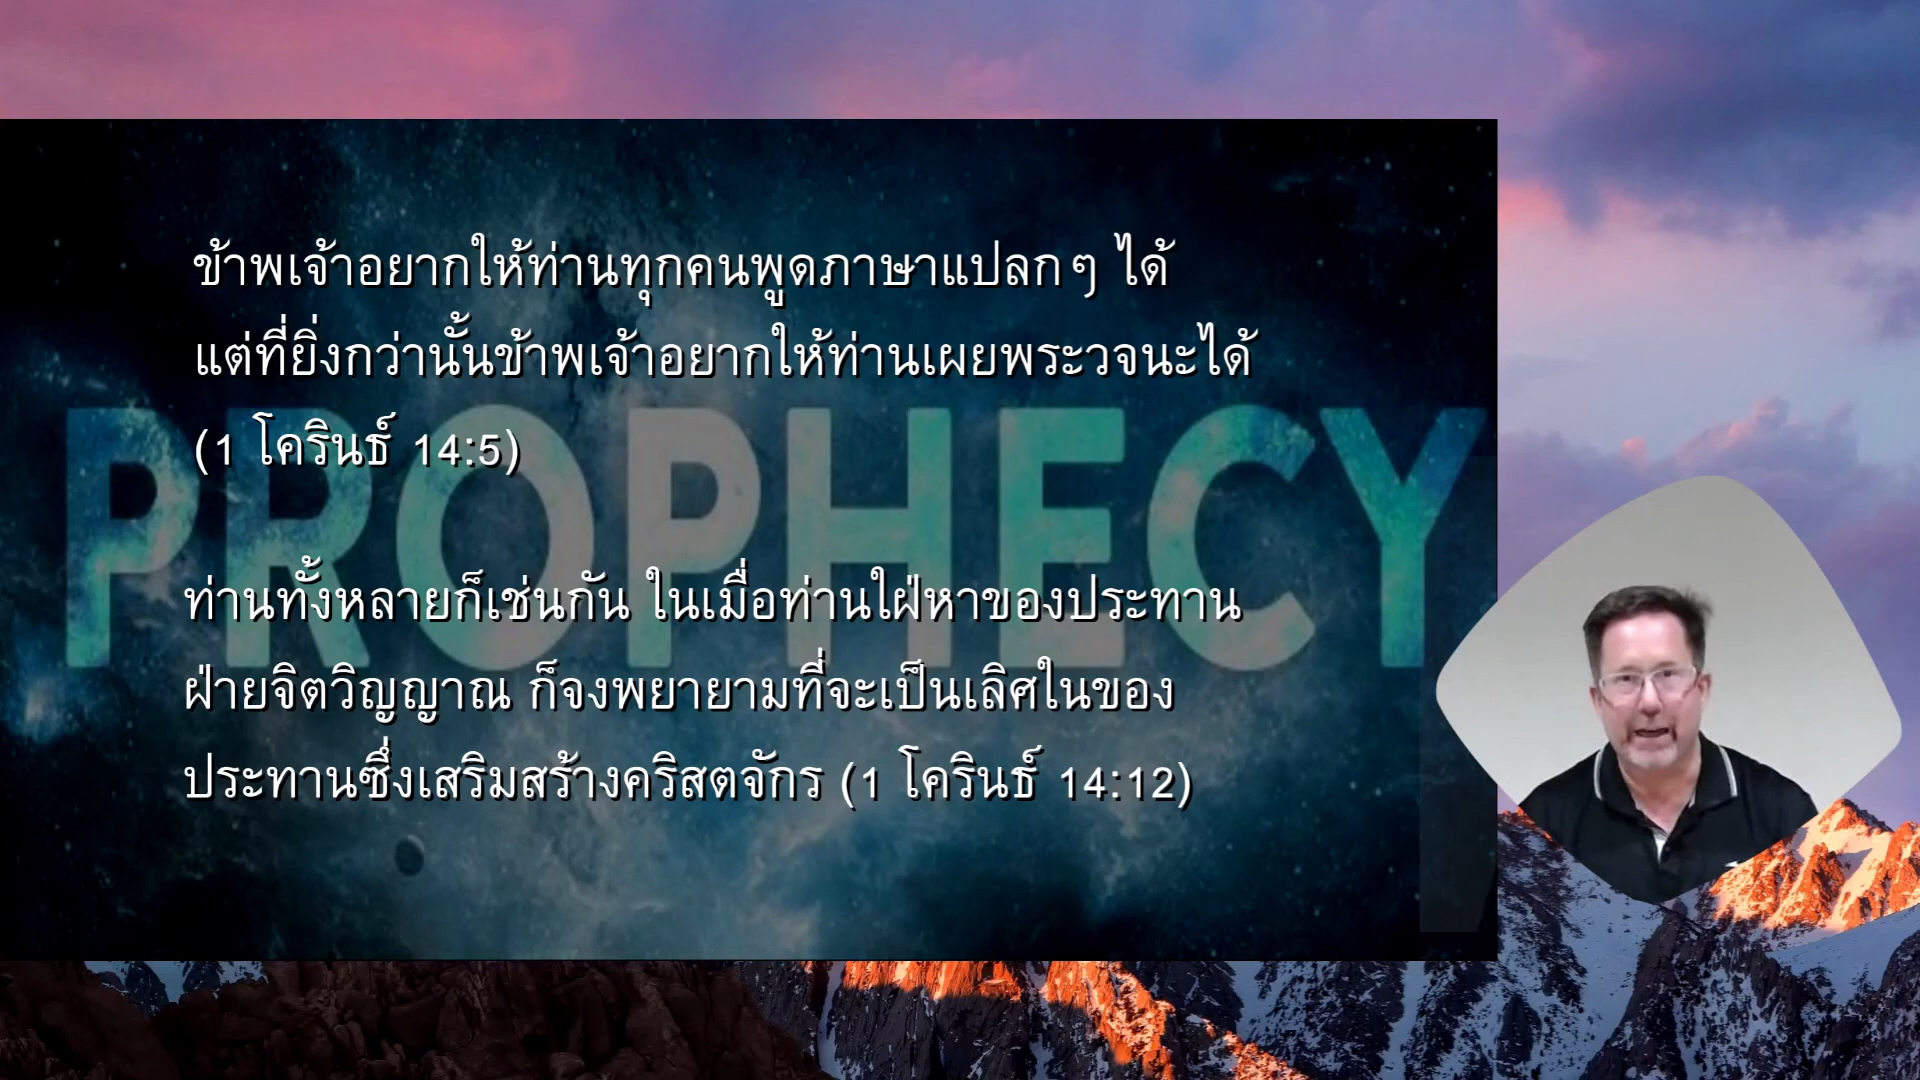 ข้าพเจ้าอยากให้ท่านทุกคนพูดภาษาแปลกๆ ได้
แต่ที่ยิ่งกว่านั้นข้าพเจ้าอยากให้ท่านเผยพระวจนะได้
(1 โครินธ์ 14:5)
PROPHECY
ท่านทั้งหลายก็เช่นกัน ในเมื่อท่านใฝ่หาของประทาน
ฝ่ายจิตวิญญาณ ก็จงพยายามที่จะเป็นเลิศในของ
ประทานซึ่งเสริมสร้างคริสตจักร (1 โครินธ์ 14:12)